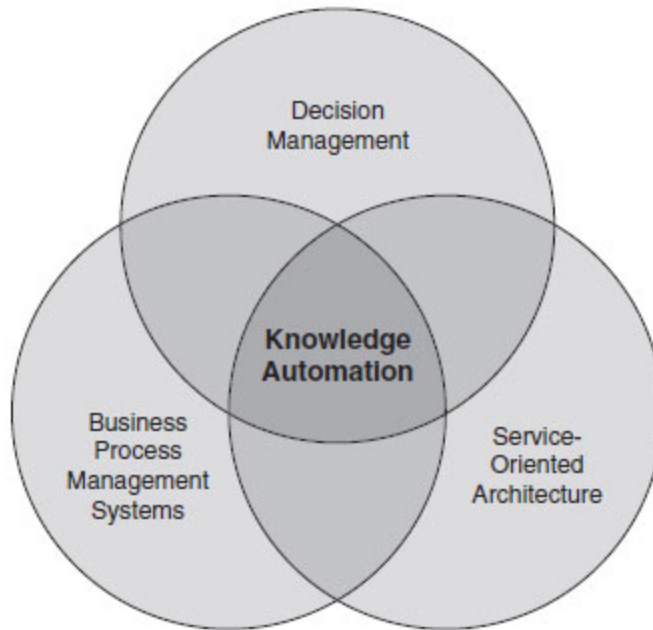 Decision
Management
Knowledge
Automation
Business
Process
Management
Systems
Service-
Oriented
Architecture